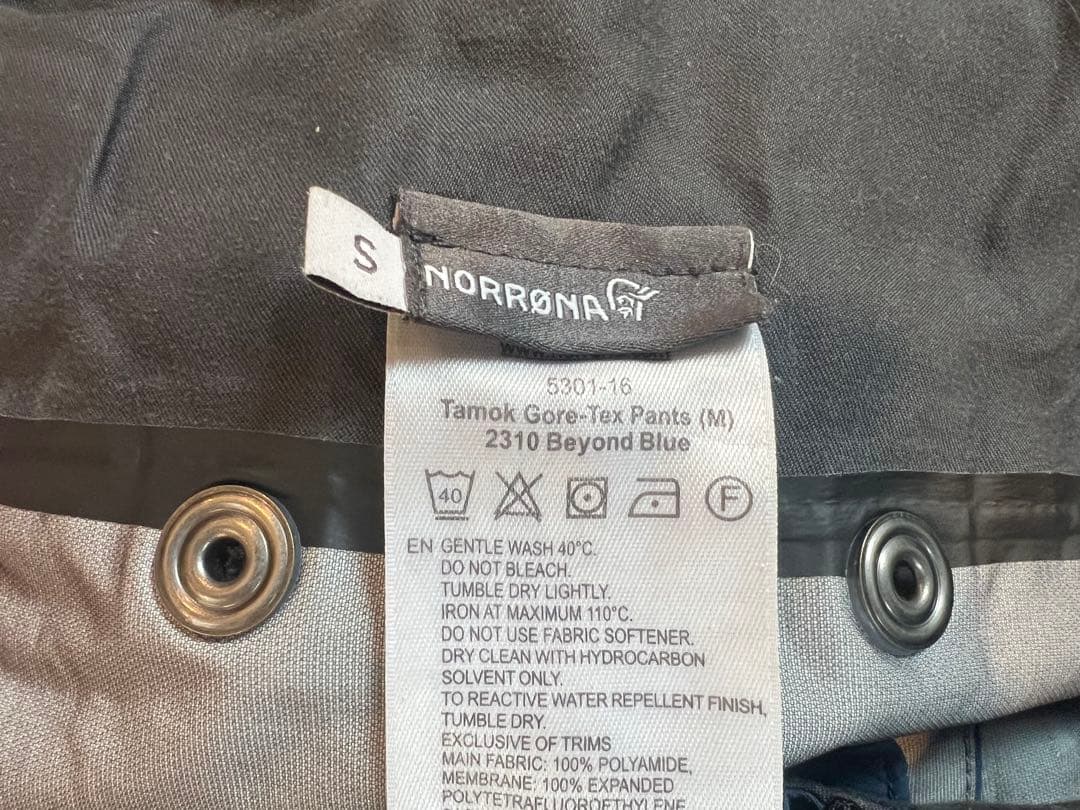 S
NORRØNA
5301-16
Tamok Gore-Tex Pants (M)
2310 Beyond Blue
40
F
EN GENTLE WASH 40°C.
DO NOT BLEACH.
TUMBLE DRY LIGHTLY.
IRON AT MAXIMUM 110°C.
DO NOT USE FABRIC SOFTENER.
DRY CLEAN WITH HYDROCARBON
SOLVENT ONLY.
TO REACTIVE WATER REPELLENT FINISH,
TUMBLE DRY.
EXCLUSIVE OF TRIMS
MAIN FABRIC: 100% POLYAMIDE,
MEMBRANE: 100% EXPANDED
POLYTETRAFLUOROETHYLENE